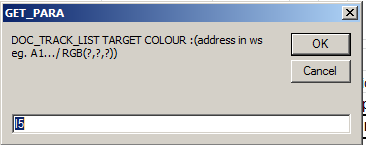 GET_PARA
DOC_TRACK_LIST TARGET COLOUR :(address in ws
eg. A1.../ RGB(?,?,?))
OK
Cancel
I5